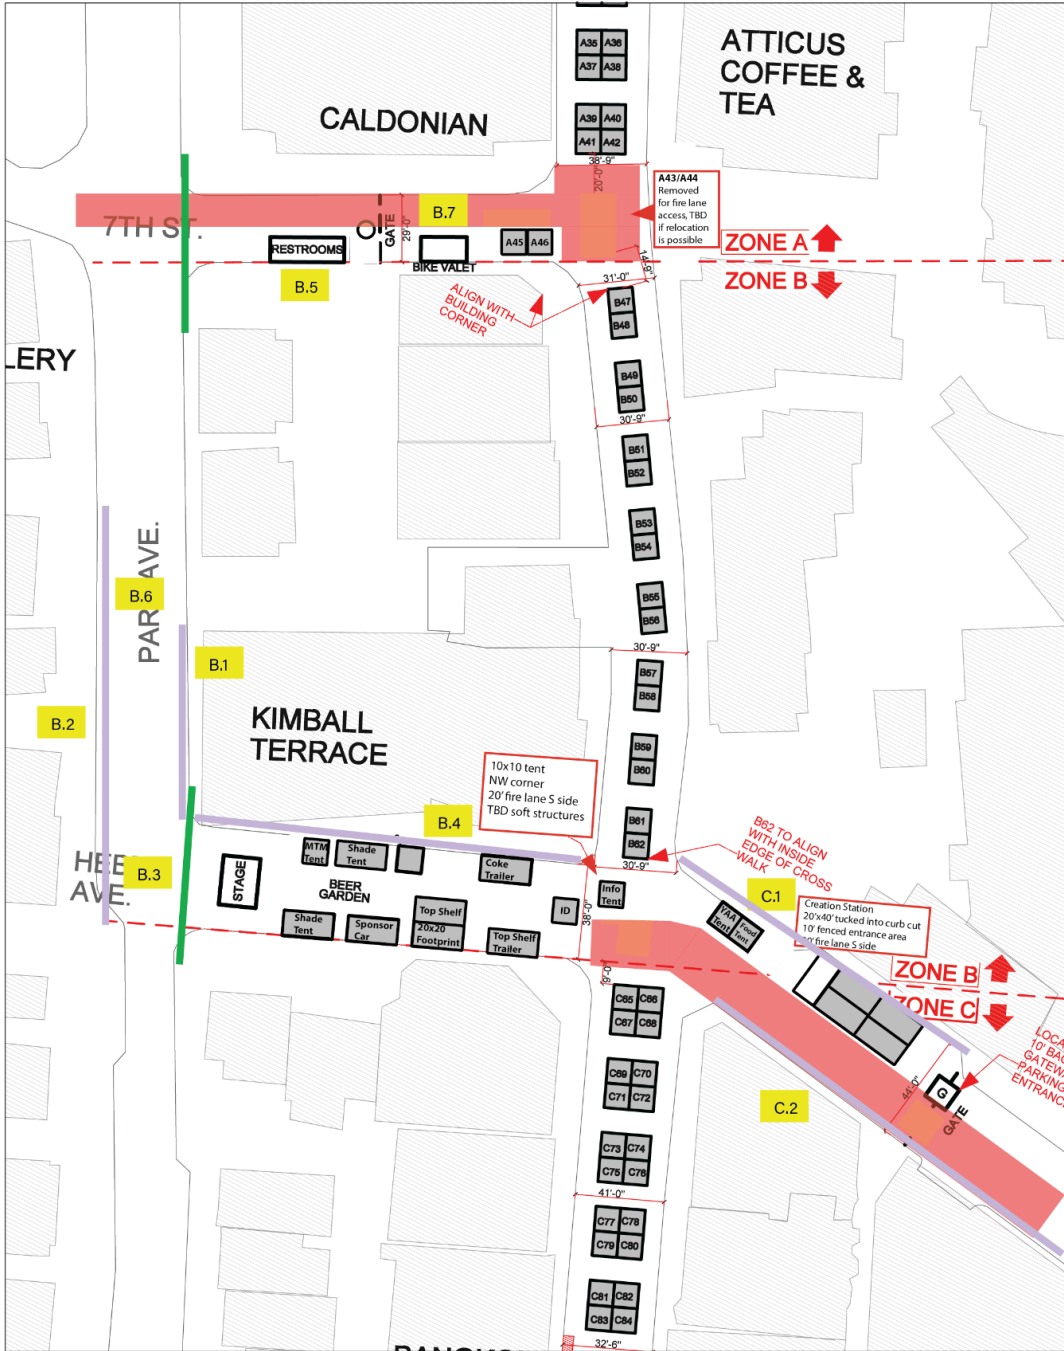 A35 A36
A37 A38
ATTICUS
COFFEE &
TEA
CALDONIAN
A39 A40
A41 A42
38'-9"
20'-0"
A43/A44
Removed
for fire lane
access, TBD
if relocation
is possible
7TH ST.
B.7
GATE
29'-0"
RESTROOMS
A45 A46
BIKE VALET
ZONE A
14'-9"
B.5
31'-0"
ZONE B
ALIGN WITH
BUILDING
CORNER
B47
B48
LERY
B49
B50
30'-9"
B51
B52
B53
B54
AVE.
B.6
B55
B56
30'-9"
B.1
B57
B58
B.2
KIMBALL
TERRACE
B59
B60
10x10 tent
NW corner
20' fire lane S side
TBD soft structures
B61
B62
B62 TO ALIGN
WITH INSIDE
EDGE OF CROSS
WALK
B.4
30'-9"
MTM
Tent
Shade
Tent
Coke
Trailer
AVE.
B.3
STAGE
BEER
GARDEN
Info
Tent
C.1
Creation Station
20'x40' tucked into curb cut
10' fenced entrance area
fire lane S side
YAA
Tent
Food
Tent
Shade
Tent
Sponsor
Car
Top Shelf
20x20
Footprint
Top Shelf
Trailer
ID
38'-0"
ZONE B
ZONE C
C65 C66
C67 C68
C69 C70
C71 C72
44'-0"
G
GATE
10' BAC
GATEWA
PARKING
ENTRANC
C.2
C73 C74
C75 C76
41'-0"
C77 C78
C79 C80
C81 C82
C83 C84
32'-6"